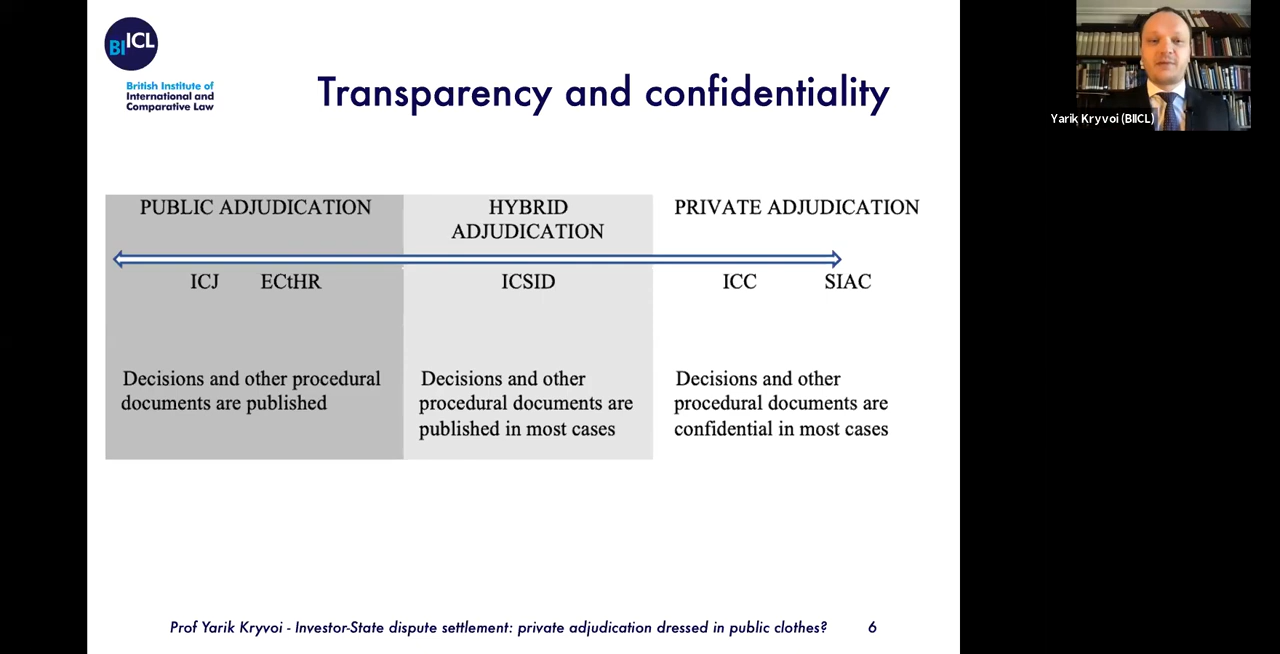 BIICL
British Institute of
International and
Comparative Law
Transparency and confidentiality
Yarik Kryvoi (BIICL)
PUBLIC ADJUDICATION
HYBRID
ADJUDICATION
PRIVATE ADJUDICATION
ICJ
ECtHR
ICSID
ICC
SIAC
Decisions and other procedural
documents are published
Decisions and other
procedural documents are
published in most cases
Decisions and other
procedural documents are
confidential in most cases
Prof Yarik Kryvoi - Investor-State dispute settlement: private adjudication dressed in public clothes?
6